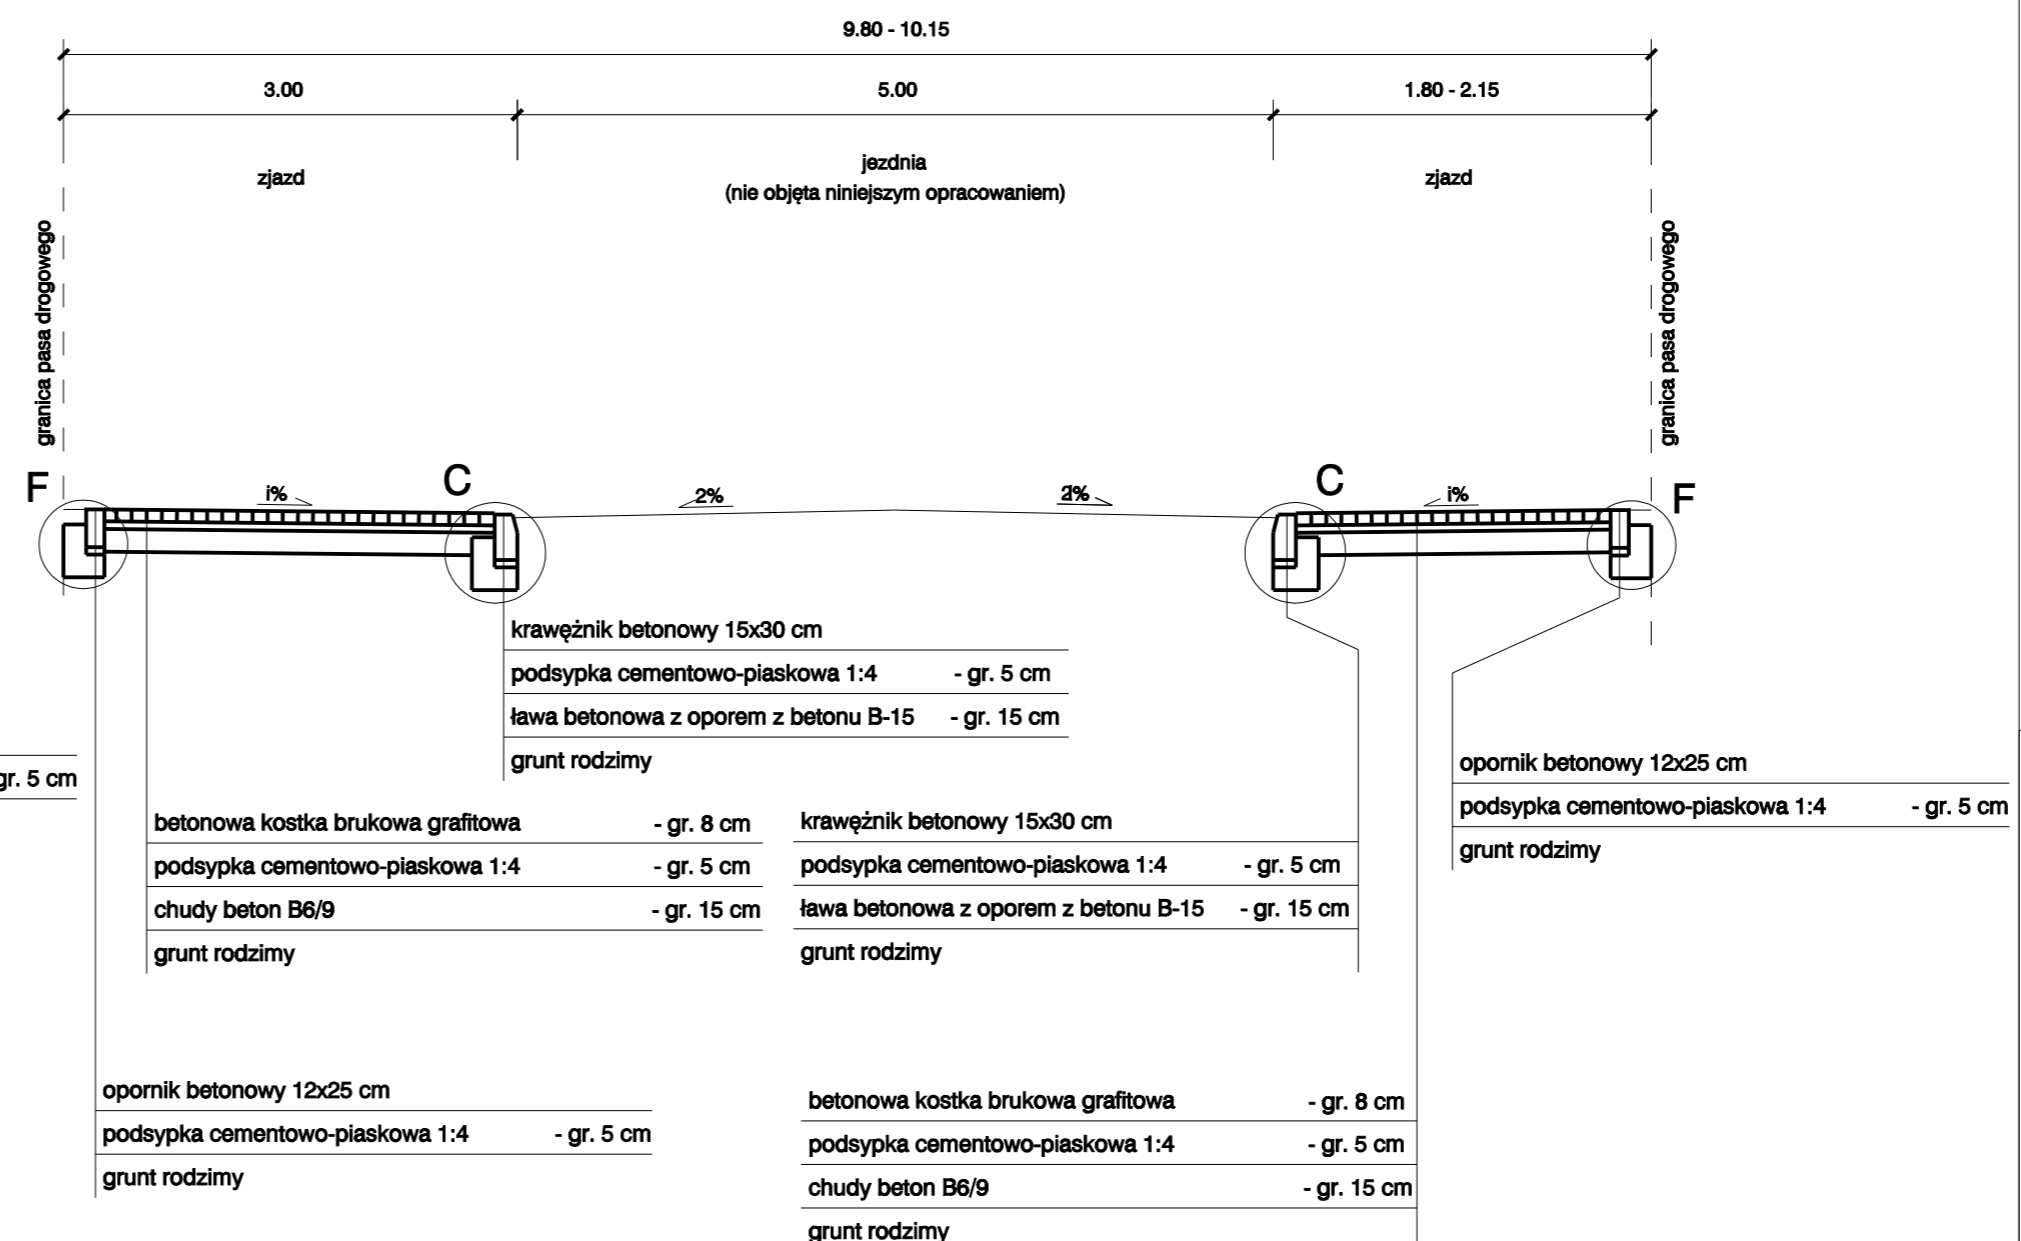 9.80 - 10.15
3.00 5.00 1.80 - 2.15
zjazd jezdnia zjazd
(nie objęta niniejszym opracowaniem)
granica pasa drogowego
granica pasa drogowego
F C C F
i% 2% 2% i%
krawężnik betonowy 15x30 cm
podsypka cementowo-piaskowa 1:4 - gr. 5 cm
ława betonowa z oporem z betonu B-15 - gr. 15 cm
grunt rodzimy
gr. 5 cm
opornik betonowy 12x25 cm
podsypka cementowo-piaskowa 1:4 - gr. 5 cm
grunt rodzimy
betonowa kostka brukowa grafitowa - gr. 8 cm
podsypka cementowo-piaskowa 1:4 - gr. 5 cm
chudy beton B6/9 - gr. 15 cm
grunt rodzimy
krawężnik betonowy 15x30 cm
podsypka cementowo-piaskowa 1:4 - gr. 5 cm
ława betonowa z oporem z betonu B-15 - gr. 15 cm
grunt rodzimy
opornik betonowy 12x25 cm
podsypka cementowo-piaskowa 1:4 - gr. 5 cm
grunt rodzimy
betonowa kostka brukowa grafitowa - gr. 8 cm
podsypka cementowo-piaskowa 1:4 - gr. 5 cm
chudy beton B6/9 - gr. 15 cm
grunt rodzimy